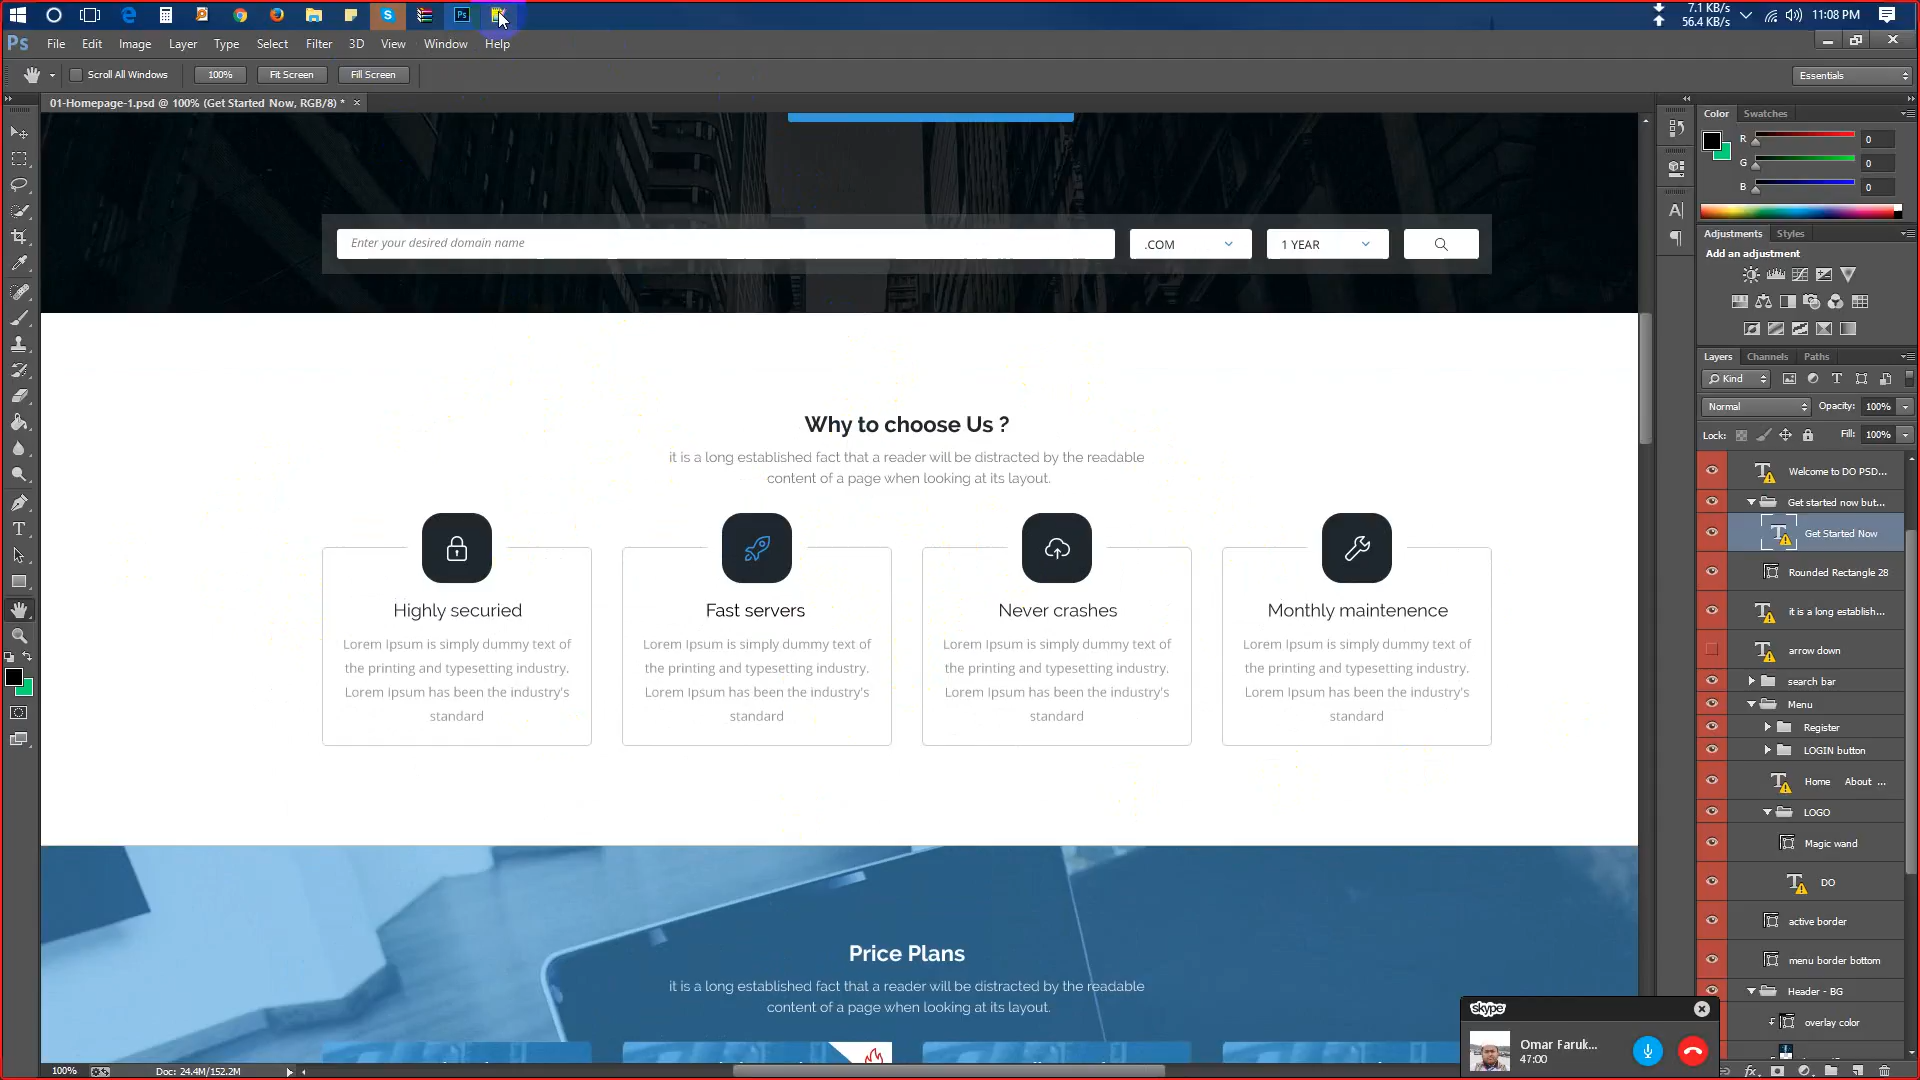 7.1 KB/s
56.4 KB/s
11:08 PM
Ps
File Edit Image Layer Type Select Filter 3D View Window Help
Scroll All Windows 100% Fit Screen Fill Screen Essentials
01-Homepage-1.psd @ 100% (Get Started Now, RGB/8) * ×
Color Swatches
R 0
G 0
B 0
Adjustments Styles
Add an adjustment
Layers Channels Paths
Kind
Normal Opacity: 100%
Lock: Fill: 100%
Welcome to DO PSD...
Get started now but...
Get Started Now
Rounded Rectangle 28
it is a long establish...
arrow down
search bar
Menu
Register
LOGIN button
Home About ...
LOGO
Magic wand
DO
active border
menu border bottom
Header - BG
overlay color
Enter your desired domain name .COM 1 YEAR
Why to choose Us ?
it is a long established fact that a reader will be distracted by the readable
content of a page when looking at its layout.
Highly securied
Lorem Ipsum is simply dummy text of
the printing and typesetting industry.
Lorem Ipsum has been the industry's
standard
Fast servers
Lorem Ipsum is simply dummy text of
the printing and typesetting industry.
Lorem Ipsum has been the industry's
standard
Never crashes
Lorem Ipsum is simply dummy text of
the printing and typesetting industry.
Lorem Ipsum has been the industry's
standard
Monthly maintenence
Lorem Ipsum is simply dummy text of
the printing and typesetting industry.
Lorem Ipsum has been the industry's
standard
Price Plans
it is a long established fact that a reader will be distracted by the readable
content of a page when looking at its layout.
skype
Omar Faruk...
47:00
100% Doc: 24.4M/152.2M